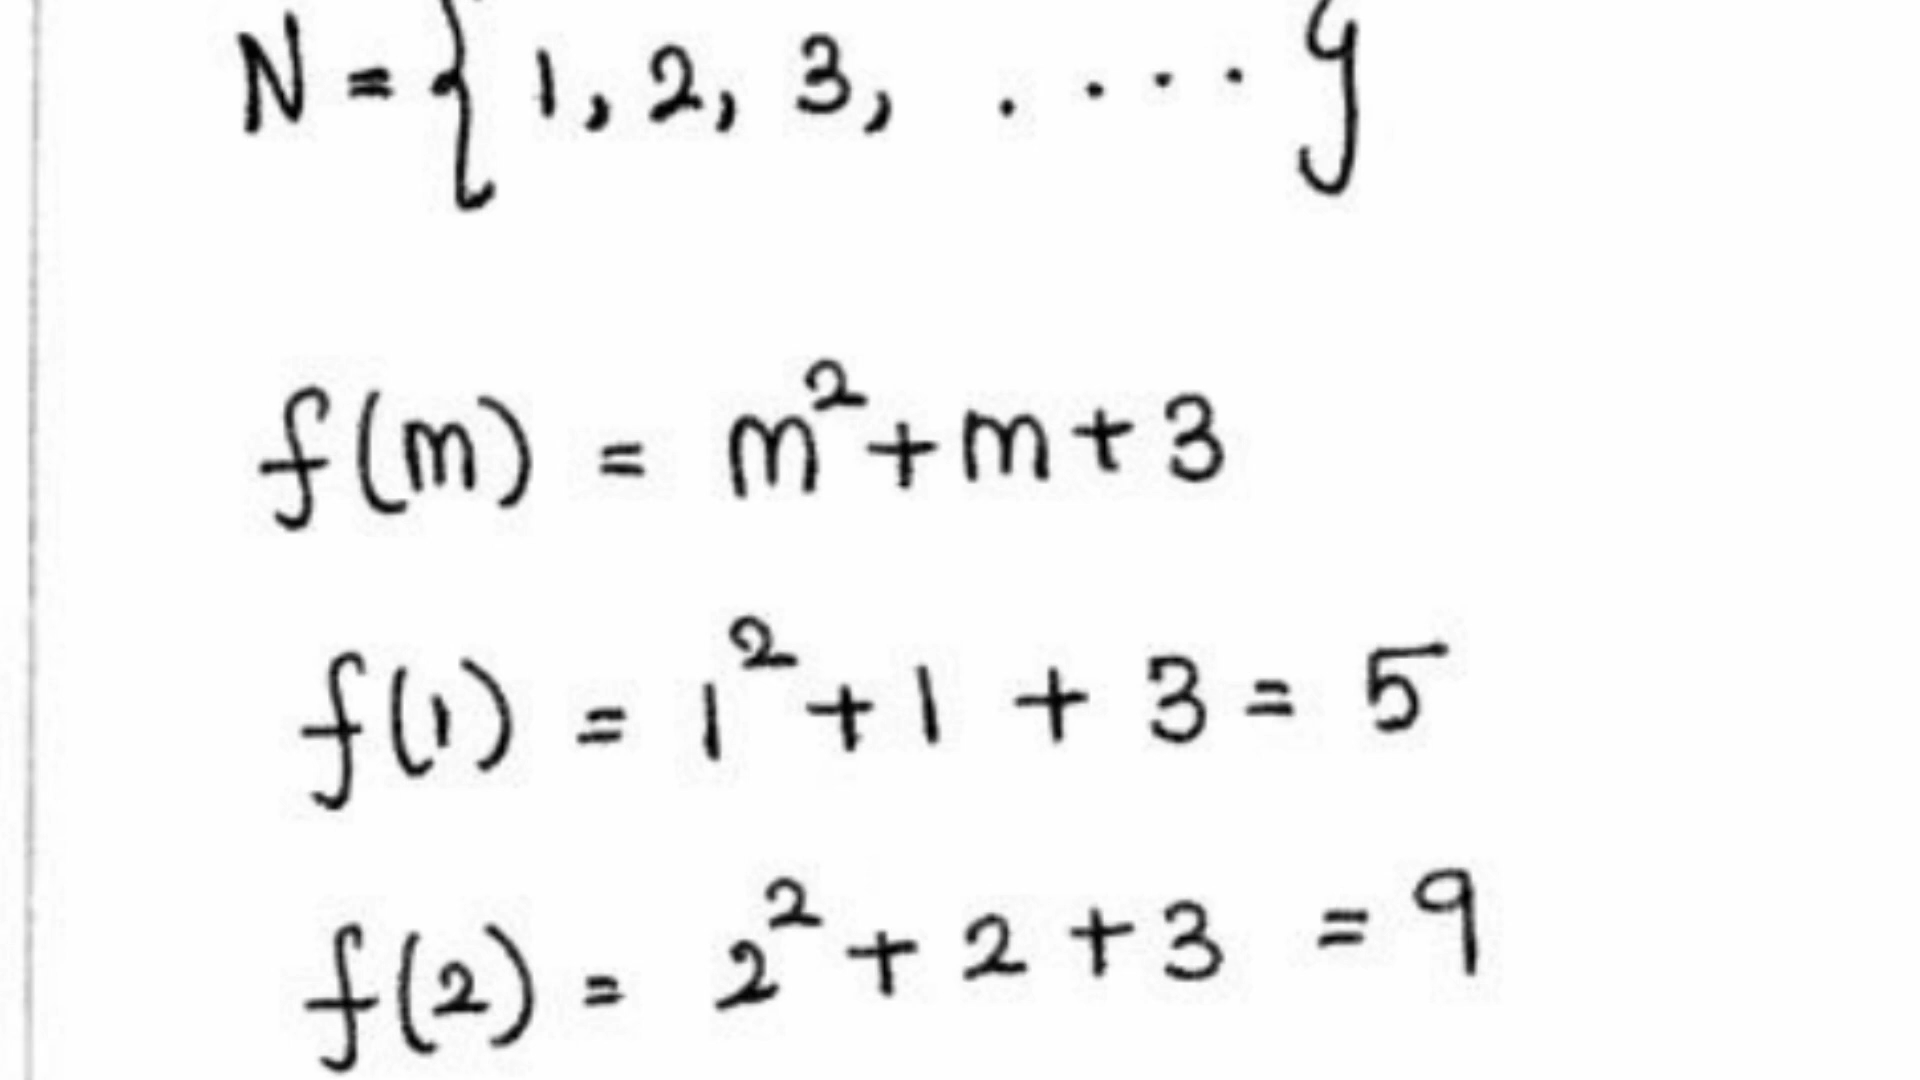 N = { 1, 2, 3, .... }
f(m) = m² + m + 3
f(1) = 1² + 1 + 3 = 5
f(2) = 2² + 2 + 3 = 9